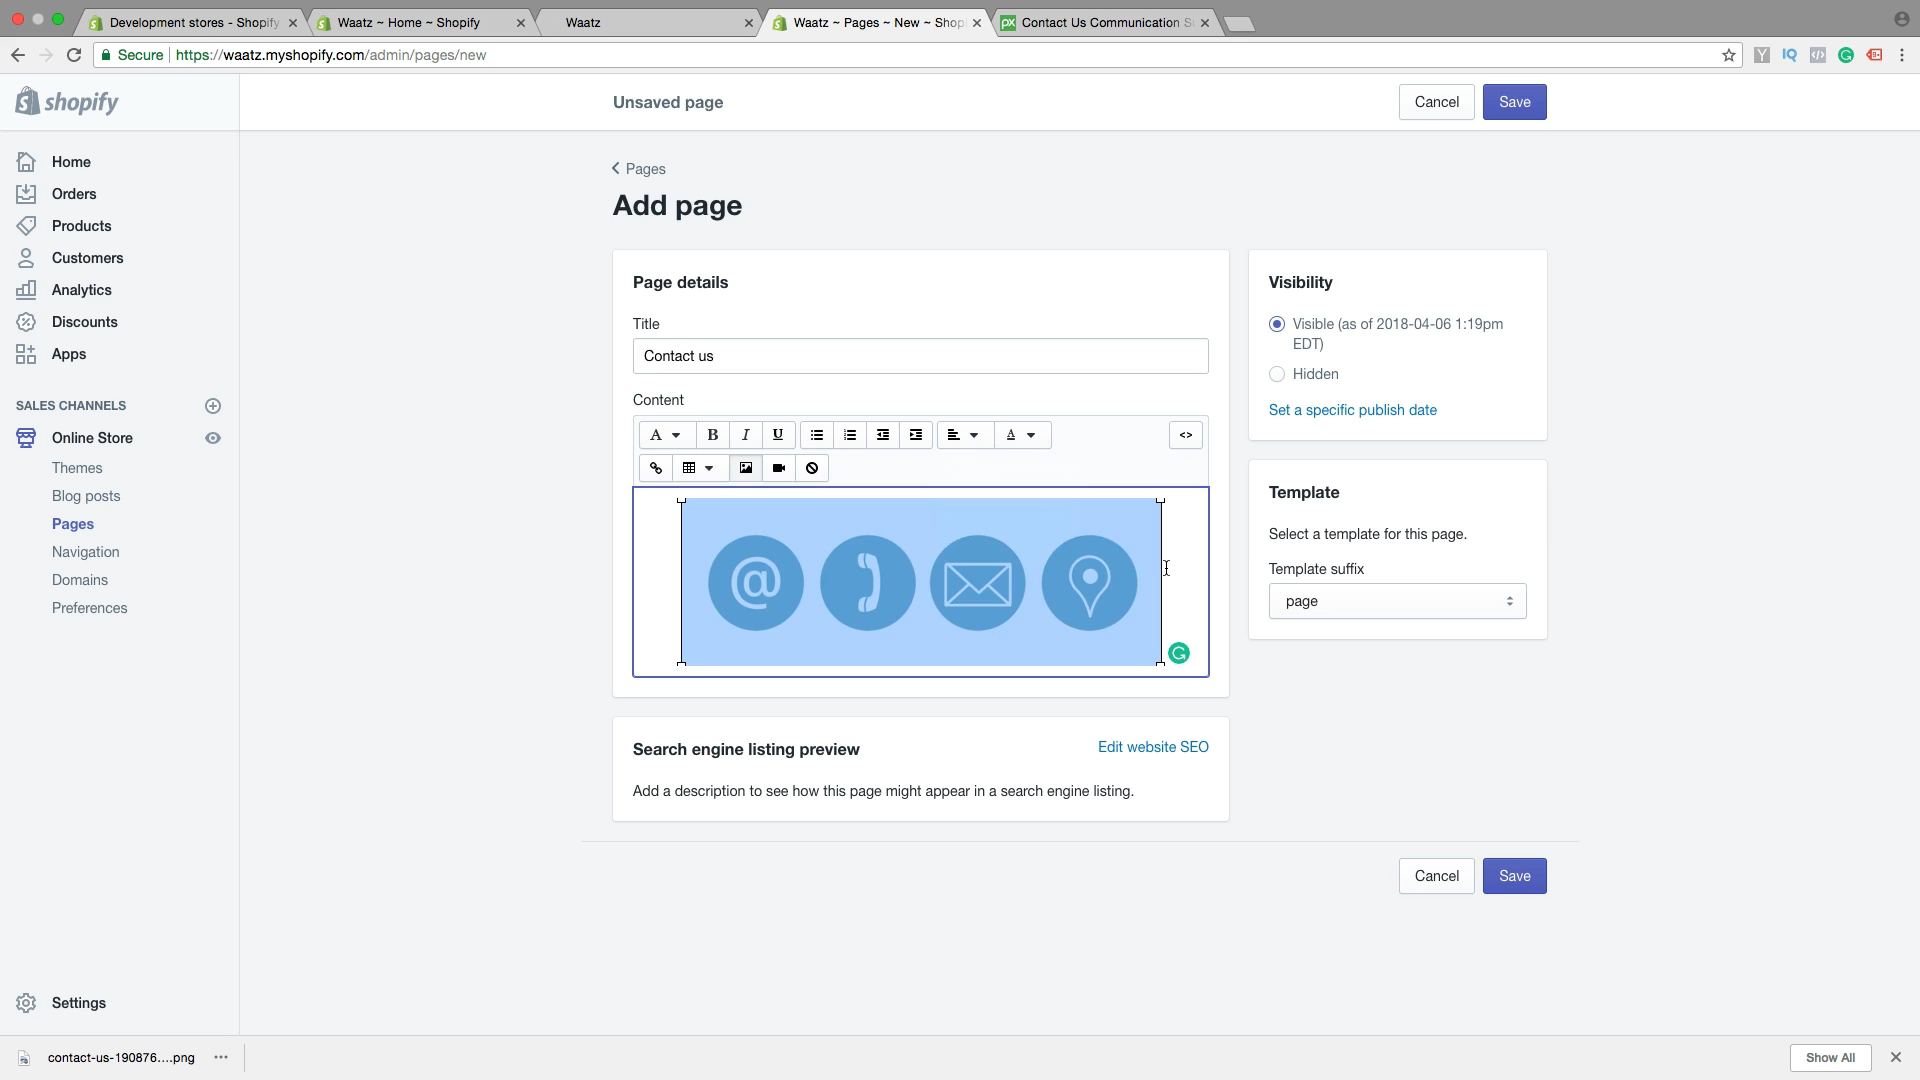 Development stores - Shopify
Waatz ~ Home ~ Shopify
Waatz
Waatz ~ Pages ~ New ~ Shopi
Contact Us Communication S
Secure
https://waatz.myshopify.com/admin/pages/new
shopify
Unsaved page
Cancel
Save
Home
Orders
Products
Customers
Analytics
Discounts
Apps
SALES CHANNELS
Online Store
Themes
Blog posts
Pages
Navigation
Domains
Preferences
Settings
Pages
Add page
Page details
Title
Contact us
Content
A
B
I
U
A
<>
@
Search engine listing preview
Edit website SEO
Add a description to see how this page might appear in a search engine listing.
Visibility
Visible (as of 2018-04-06 1:19pm
EDT)
Hidden
Set a specific publish date
Template
Select a template for this page.
Template suffix
page
Cancel
Save
contact-us-190876....png
Show All